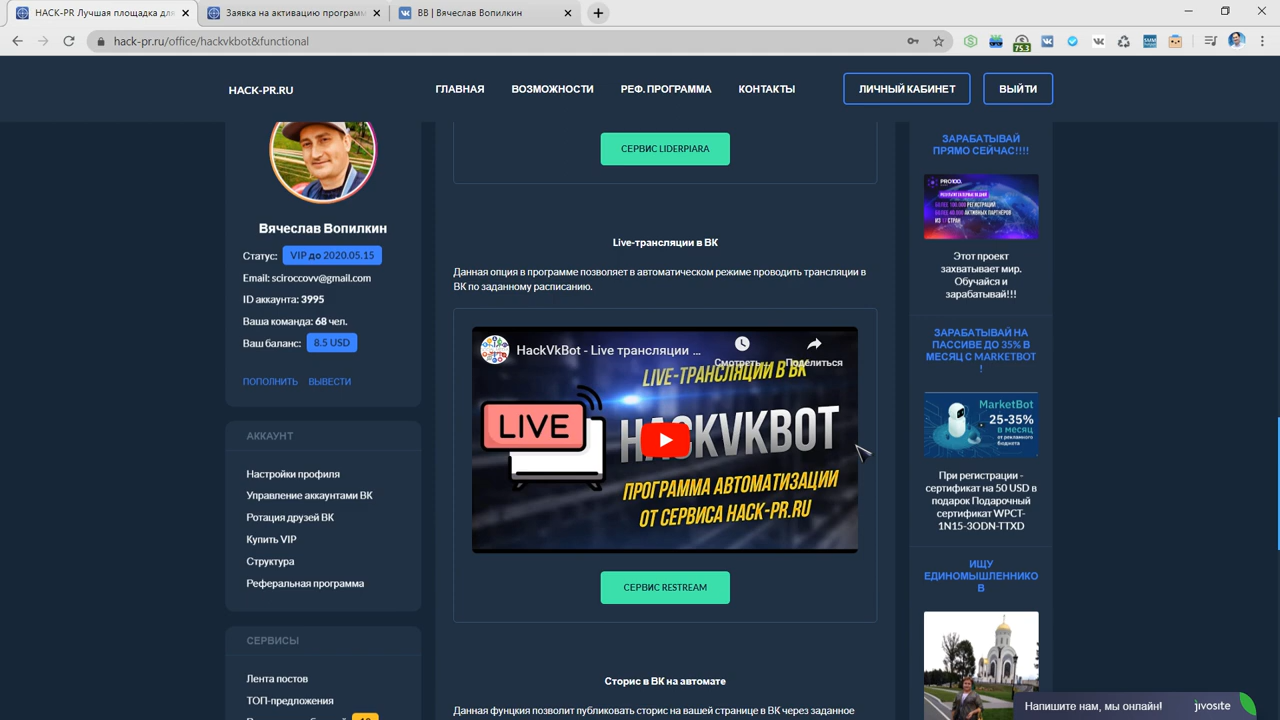 HACK-PR Лучшая площадка для
Заявка на активацию програм
ВВ | Вячеслав Вопилкин
hack-pr.ru/office/hackvkbot&functional
75.3
HACK-PR.RU
ГЛАВНАЯ
ВОЗМОЖНОСТИ
РЕФ. ПРОГРАММА
КОНТАКТЫ
ЛИЧНЫЙ КАБИНЕТ
ВЫЙТИ
Вячеслав Вопилкин
Статус: VIP до 2020.05.15
Email: sciroccovv@gmail.com
ID аккаунта: 3995
Ваша команда: 68 чел.
Ваш баланс: 8.5 USD
ПОПОЛНИТЬ
ВЫВЕСТИ
АККАУНТ
Настройки профиля
Управление аккаунтами ВК
Ротация друзей ВК
Купить VIP
Структура
Реферальная программа
СЕРВИСЫ
Лента постов
ТОП-предложения
СЕРВИС LIDERPIARA
Live-трансляции в ВК
Данная опция в программе позволяет в автоматическом режиме проводить трансляции в
ВК по заданному расписанию.
HackVkBot - Live трансляции ...
Смотреть...
Поделиться
LIVE-ТРАНСЛЯЦИИ В ВК
LIVE
HACKVKBOT
ПРОГРАММА АВТОМАТИЗАЦИИ
ОТ СЕРВИСА HACK-PR.RU
СЕРВИС RESTREAM
Сторис в ВК на автомате
Данная фунцкия позволит публиковать сторис на вашей странице в ВК через заданное
ЗАРАБАТЫВАЙ
ПРЯМО СЕЙЧАС!!!!
PRO100.
Этот проект
захватывает мир.
Обучайся и
зарабатывай!!!
ЗАРАБАТЫВАЙ НА
ПАССИВЕ ДО 35% В
МЕСЯЦ С MARKETBOT
!
MarketBot
25-35%
в месяц
от рекламного
бюджета
При регистрации -
сертификат на 50 USD в
подарок Подарочный
сертификат WPCT-
1N15-3ODN-TTXD
ИЩУ
ЕДИНОМЫШЛЕННИКО
В
Напишите нам, мы онлайн!
jivosite